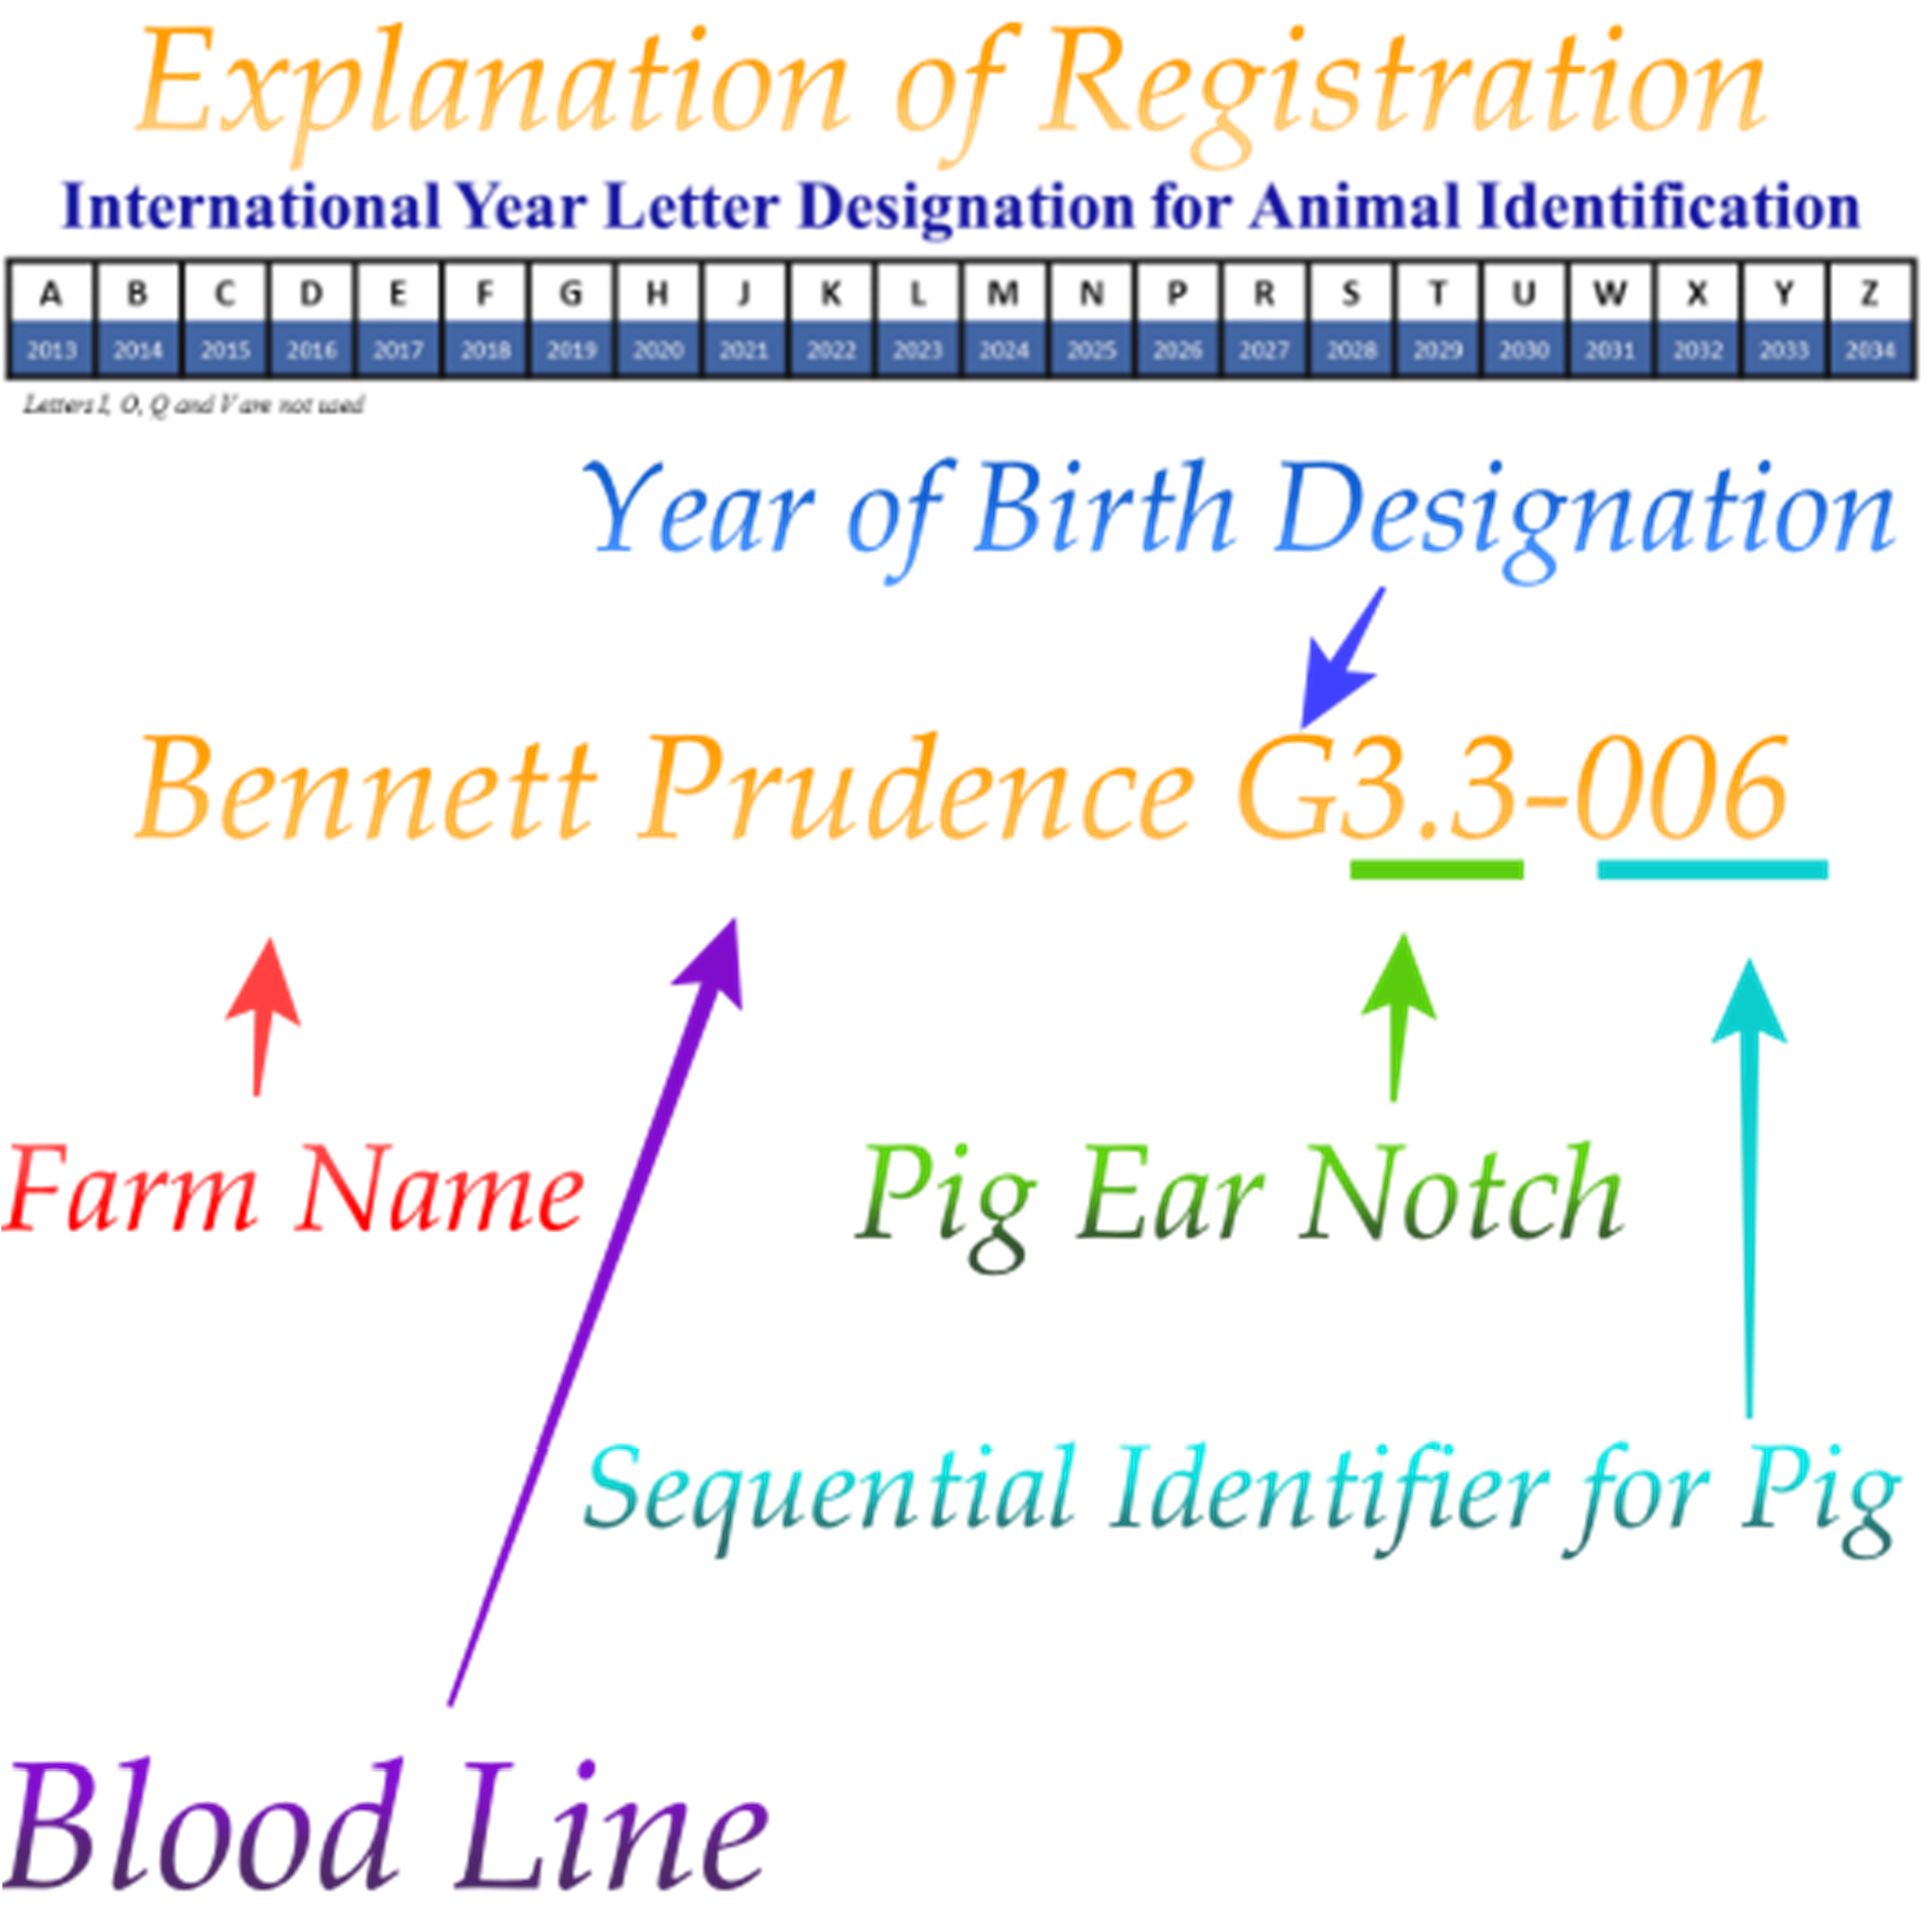 Explanation of Registration
International Year Letter Designation for Animal Identification
A B C D E F G H J K L M N P R S T U W X Y Z
2013 2014 2015 2016 2017 2018 2019 2020 2021 2022 2023 2024 2025 2026 2027 2028 2029 2030 2031 2032 2033 2034
Letters I, O, Q and V are not used
Year of Birth Designation
Bennett Prudence G3.3-006
Farm Name
Pig Ear Notch
Sequential Identifier for Pig
Blood Line